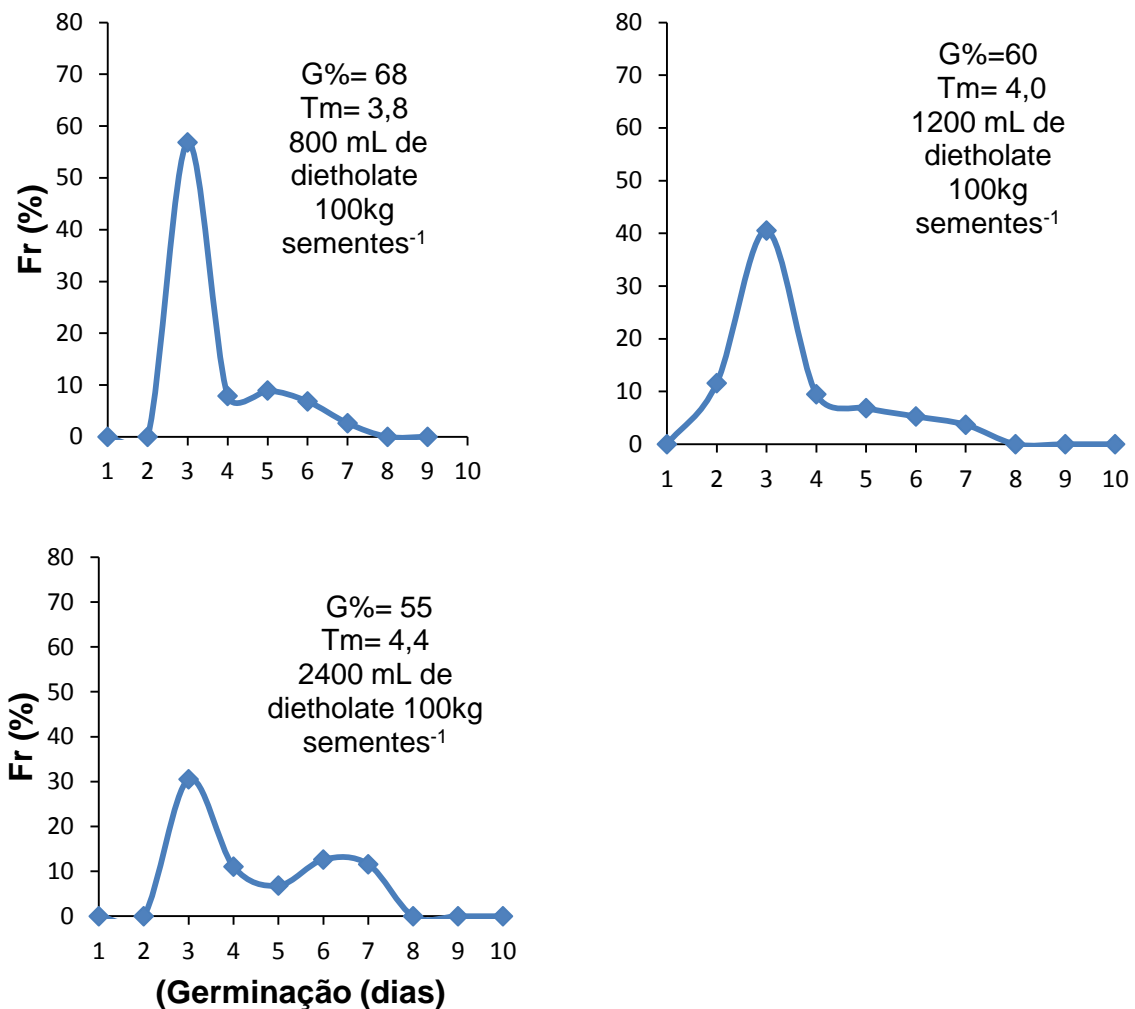 80
70
60
50
40
30
20
10
0
Fr (%)
G%= 68
Tm= 3,8
800 mL de
dietholate
100kg
sementes-1
1 2 3 4 5 6 7 8 9 10
80
70
60
50
40
30
20
10
0
G%=60
Tm= 4,0
1200 mL de
dietholate
100kg
sementes-1
1 2 3 4 5 6 7 8 9 10
80
70
60
50
40
30
20
10
0
Fr (%)
G%= 55
Tm= 4,4
2400 mL de
dietholate 100kg
sementes-1
1 2 3 4 5 6 7 8 9 10
(Germinação (dias)